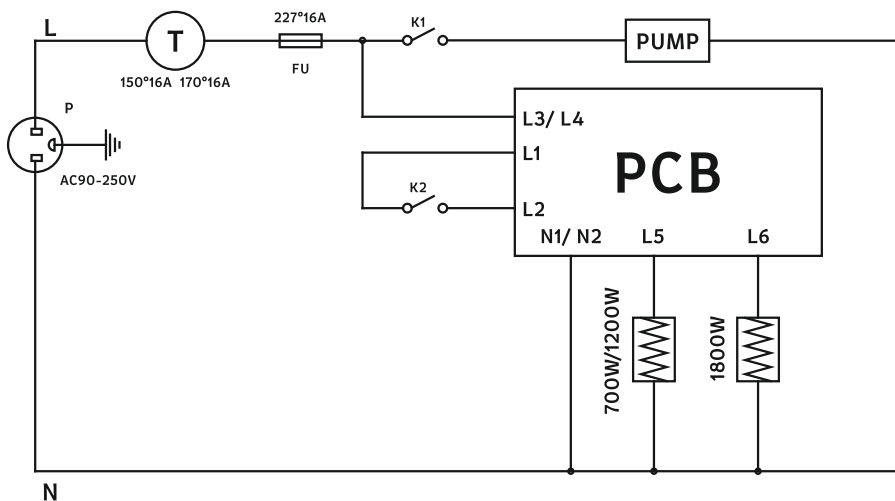 L
T
150°16A 170°16A
227°16A
FU
K1
PUMP
P
AC90-250V
L3/ L4
L1
PCB
K2
L2
N1/ N2 L5 L6
700W/1200W
1800W
N